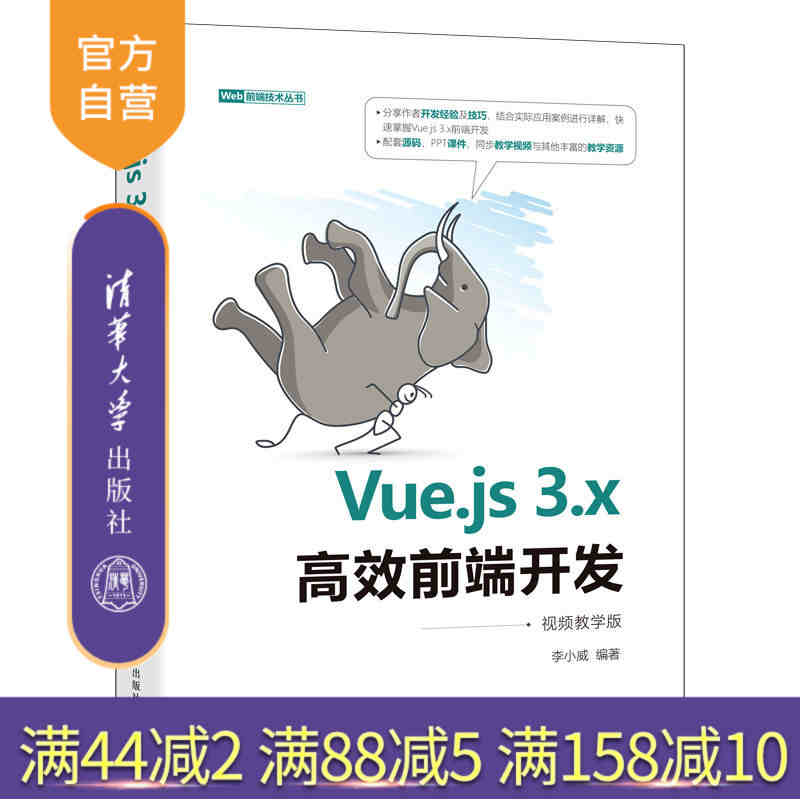 官方
自营
js 3
清华大学
出版社
出版社
Web前端技术丛书
▸分享作者开发经验及技巧，结合实际应用案例进行详解，快
速掌握Vue.js 3.x前端开发
▸配套源码、PPT课件、同步教学视频与其他丰富的教学资源
Vue.js 3.x
高效前端开发
视频教学版
李小威 编著
满44减2 满88减5 满158减10